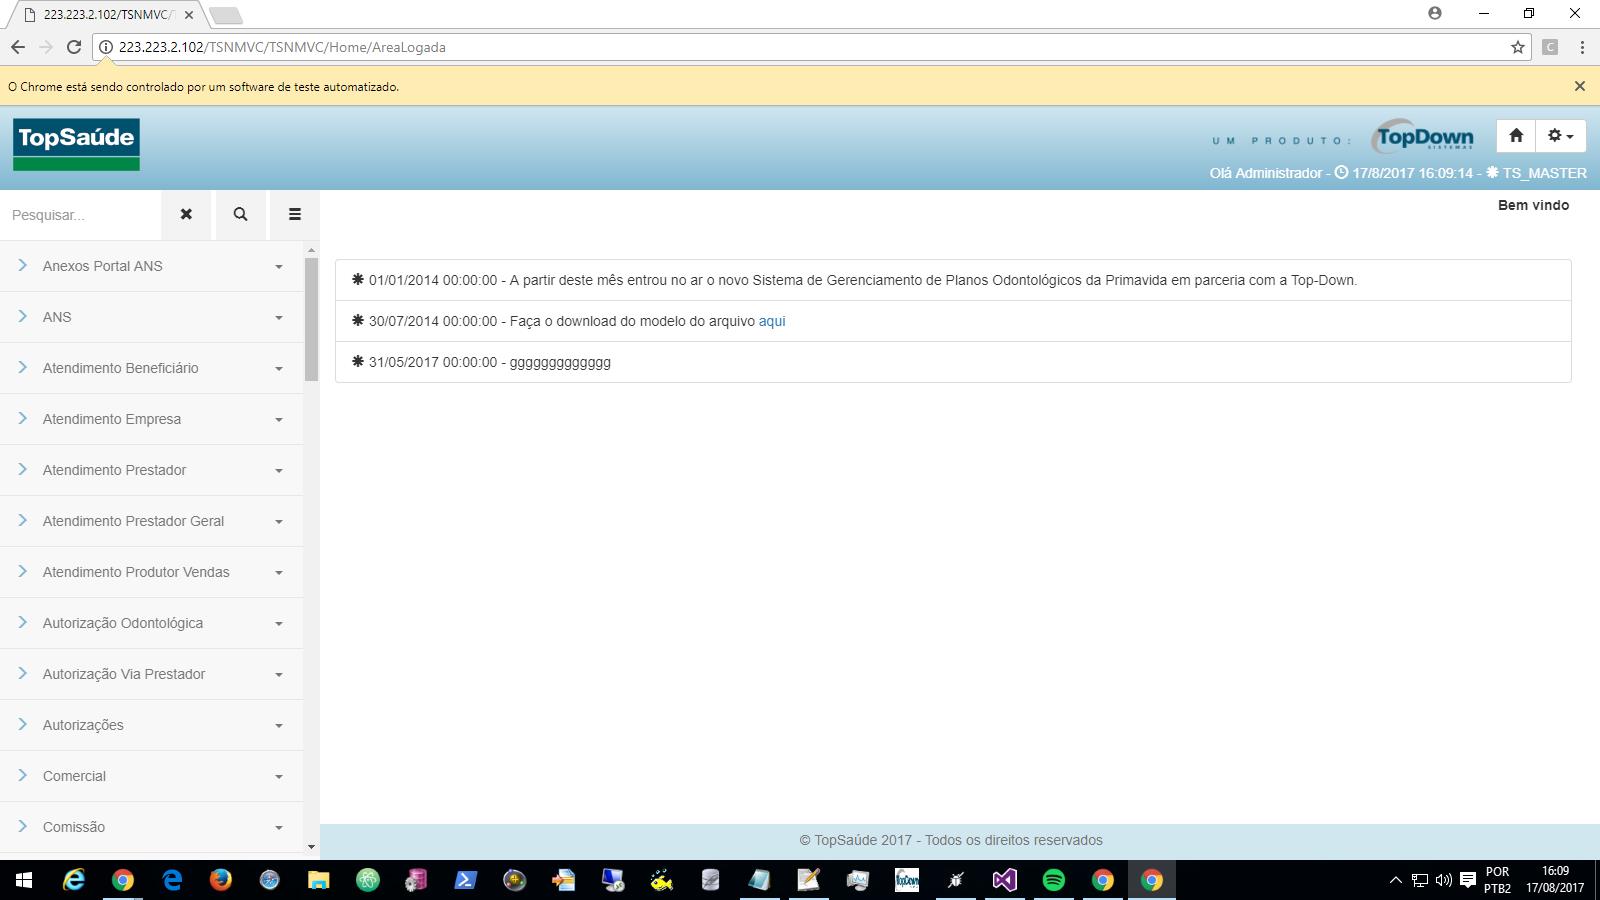 223.223.2.102/TSNMVC/
223.223.2.102/TSNMVC/TSNMVC/Home/AreaLogada
C
O Chrome está sendo controlado por um software de teste automatizado.
TopSaúde
UM PRODUTO:
TopDown
SISTEMAS
Olá Administrador - 17/8/2017 16:09:14 - TS_MASTER
Pesquisar...
Bem vindo
01/01/2014 00:00:00 - A partir deste mês entrou no ar o novo Sistema de Gerenciamento de Planos Odontológicos da Primavida em parceria com a Top-Down.
30/07/2014 00:00:00 - Faça o download do modelo do arquivo aqui
31/05/2017 00:00:00 - ggggggggggggg
Anexos Portal ANS
ANS
Atendimento Beneficiário
Atendimento Empresa
Atendimento Prestador
Atendimento Prestador Geral
Atendimento Produtor Vendas
Autorização Odontológica
Autorização Via Prestador
Autorizações
Comercial
Comissão
© TopSaúde 2017 - Todos os direitos reservados
TopDown
POR
PTB2
16:09
17/08/2017